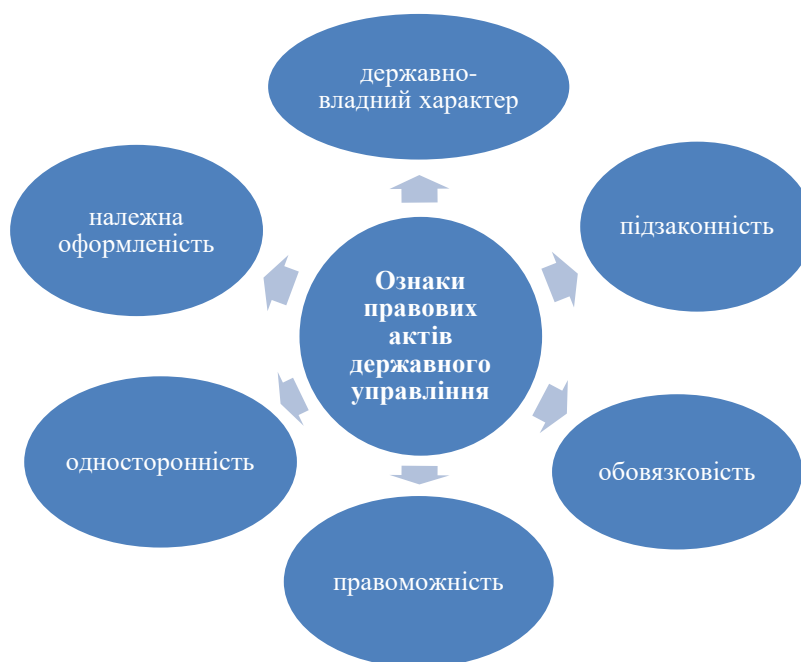 державно-
владний характер
належна
оформленість
підзаконність
Ознаки
правових
актів
державного
управління
односторонність
обовязковість
правоможність